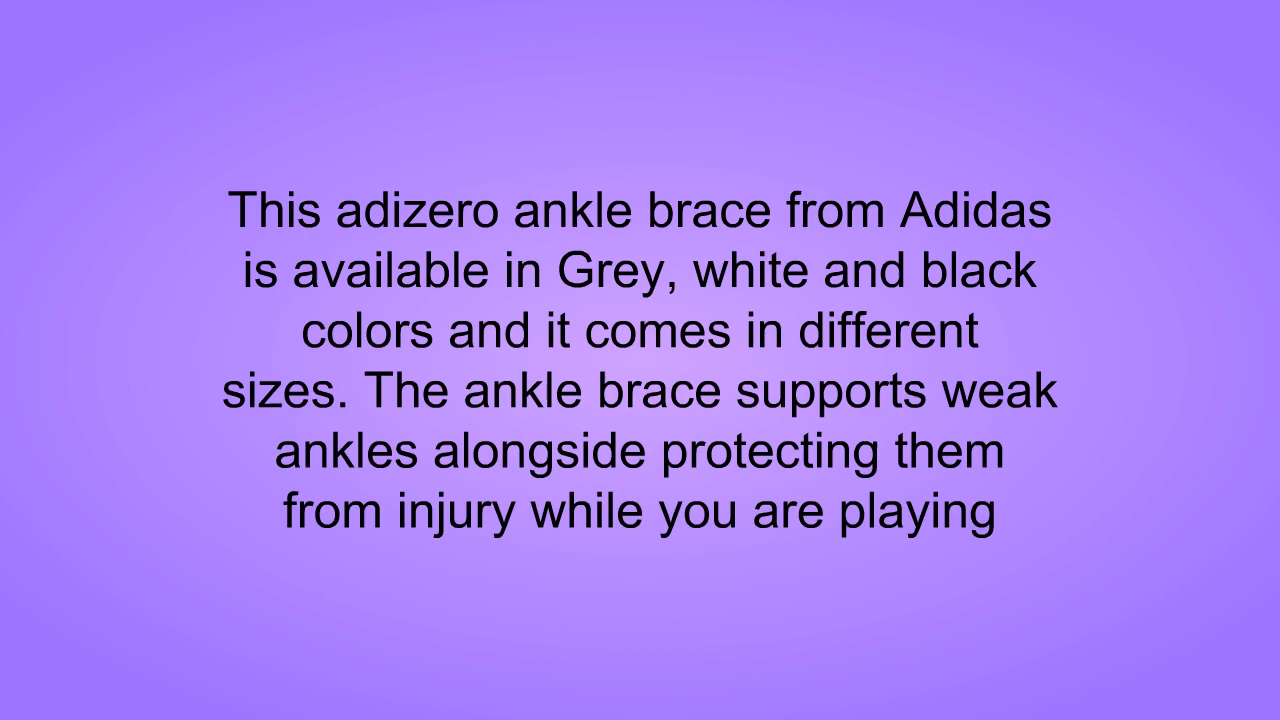 This adizero ankle brace from Adidas
is available in Grey, white and black
colors and it comes in different
sizes. The ankle brace supports weak
ankles alongside protecting them
from injury while you are playing